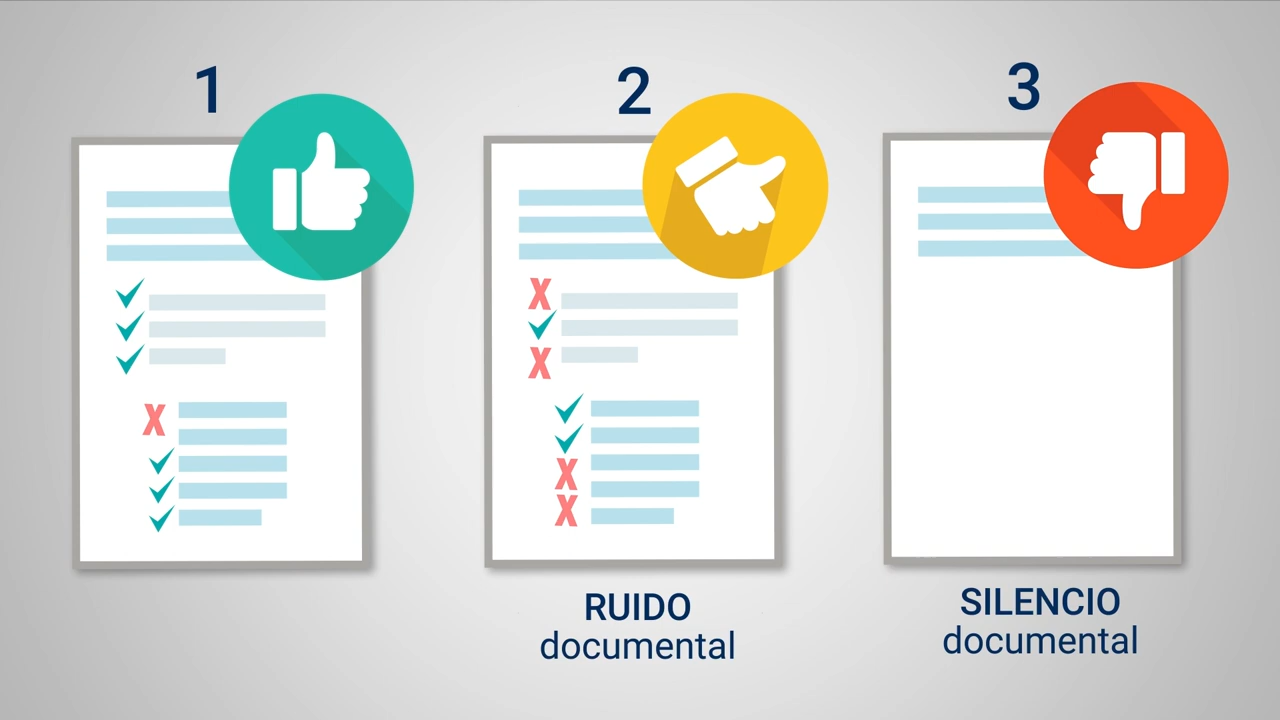 1
2
3
RUIDO
documental
SILENCIO
documental